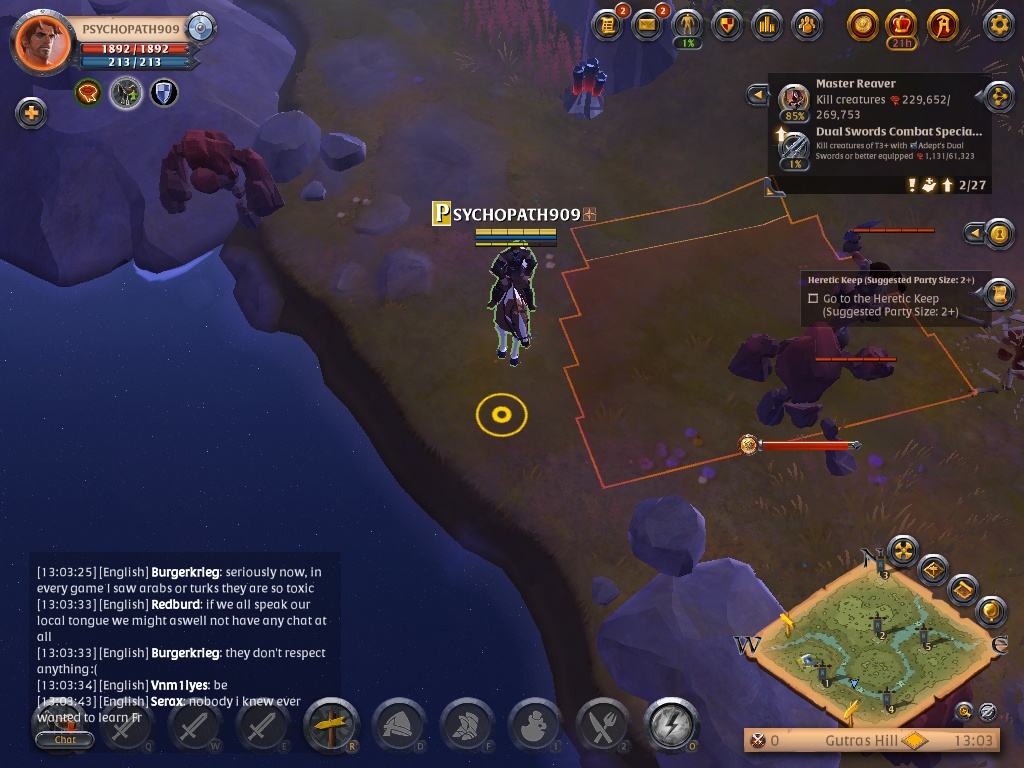 PSYCHOPATH909
1892 / 1892
213 / 213
2
2
1%
21h
Master Reaver
Kill creatures 229,652/
269,753
85%
Dual Swords Combat Specia...
Kill creatures of T3+ with Adept's Dual
Swords or better equipped 1,131/61,323
1%
2/27
PSYCHOPATH909
Heretic Keep (Suggested Party Size: 2+)
Go to the Heretic Keep
(Suggested Party Size: 2+)
[13:03:25] [English] Burgerkrieg: seriously now, in
every game I saw arabs or turks they are so toxic
[13:03:33] [English] Redburd: if we all speak our
local tongue we might aswell not have any chat at
all
[13:03:33] [English] Burgerkrieg: they don't respect
anything:(
[13:03:34] [English] Vnm1lyes: be
[13:03:43] [English] Serax: nobody i knew ever
wanted to learn Fr
Chat
Q
W
E
R
D
F
1
2
O
N
W
E
3
2
5
1
4
0
Gutras Hill
13:03